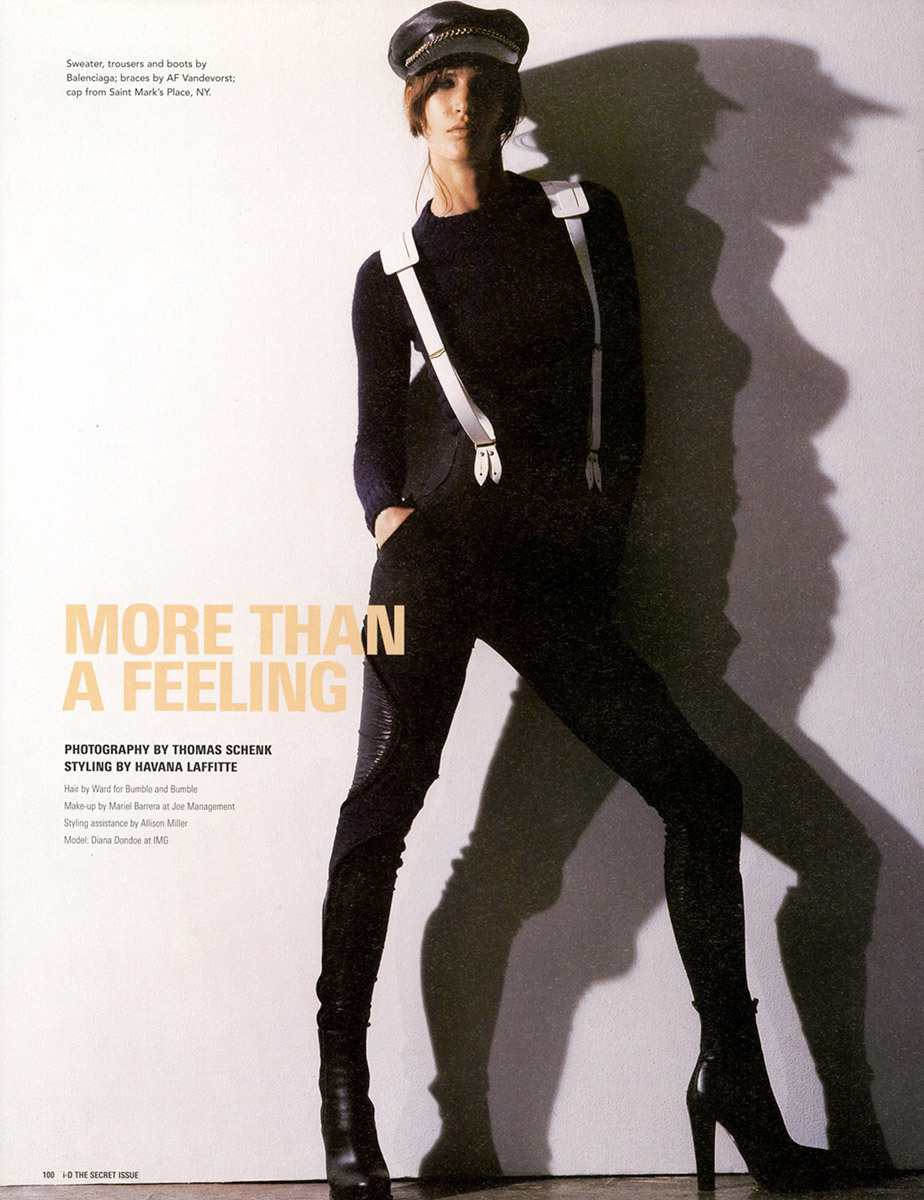 Sweater, trousers and boots by
Balenciaga; braces by AF Vandevorst;
cap from Saint Mark's Place, NY.
MORE THAN
A FEELING
PHOTOGRAPHY BY THOMAS SCHENK
STYLING BY HAVANA LAFFITTE
Hair by Ward for Bumble and Bumble
Make-up by Mariel Barrera at Joe Management
Styling assistance by Allison Miller
Model: Diana Dondoe at IMG
100 i-D THE SECRET ISSUE